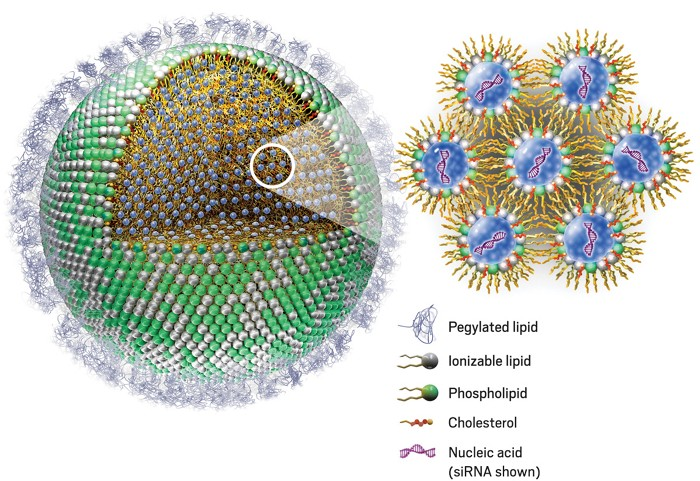 Pegylated lipid
Ionizable lipid
Phospholipid
Cholesterol
Nucleic acid
(siRNA shown)